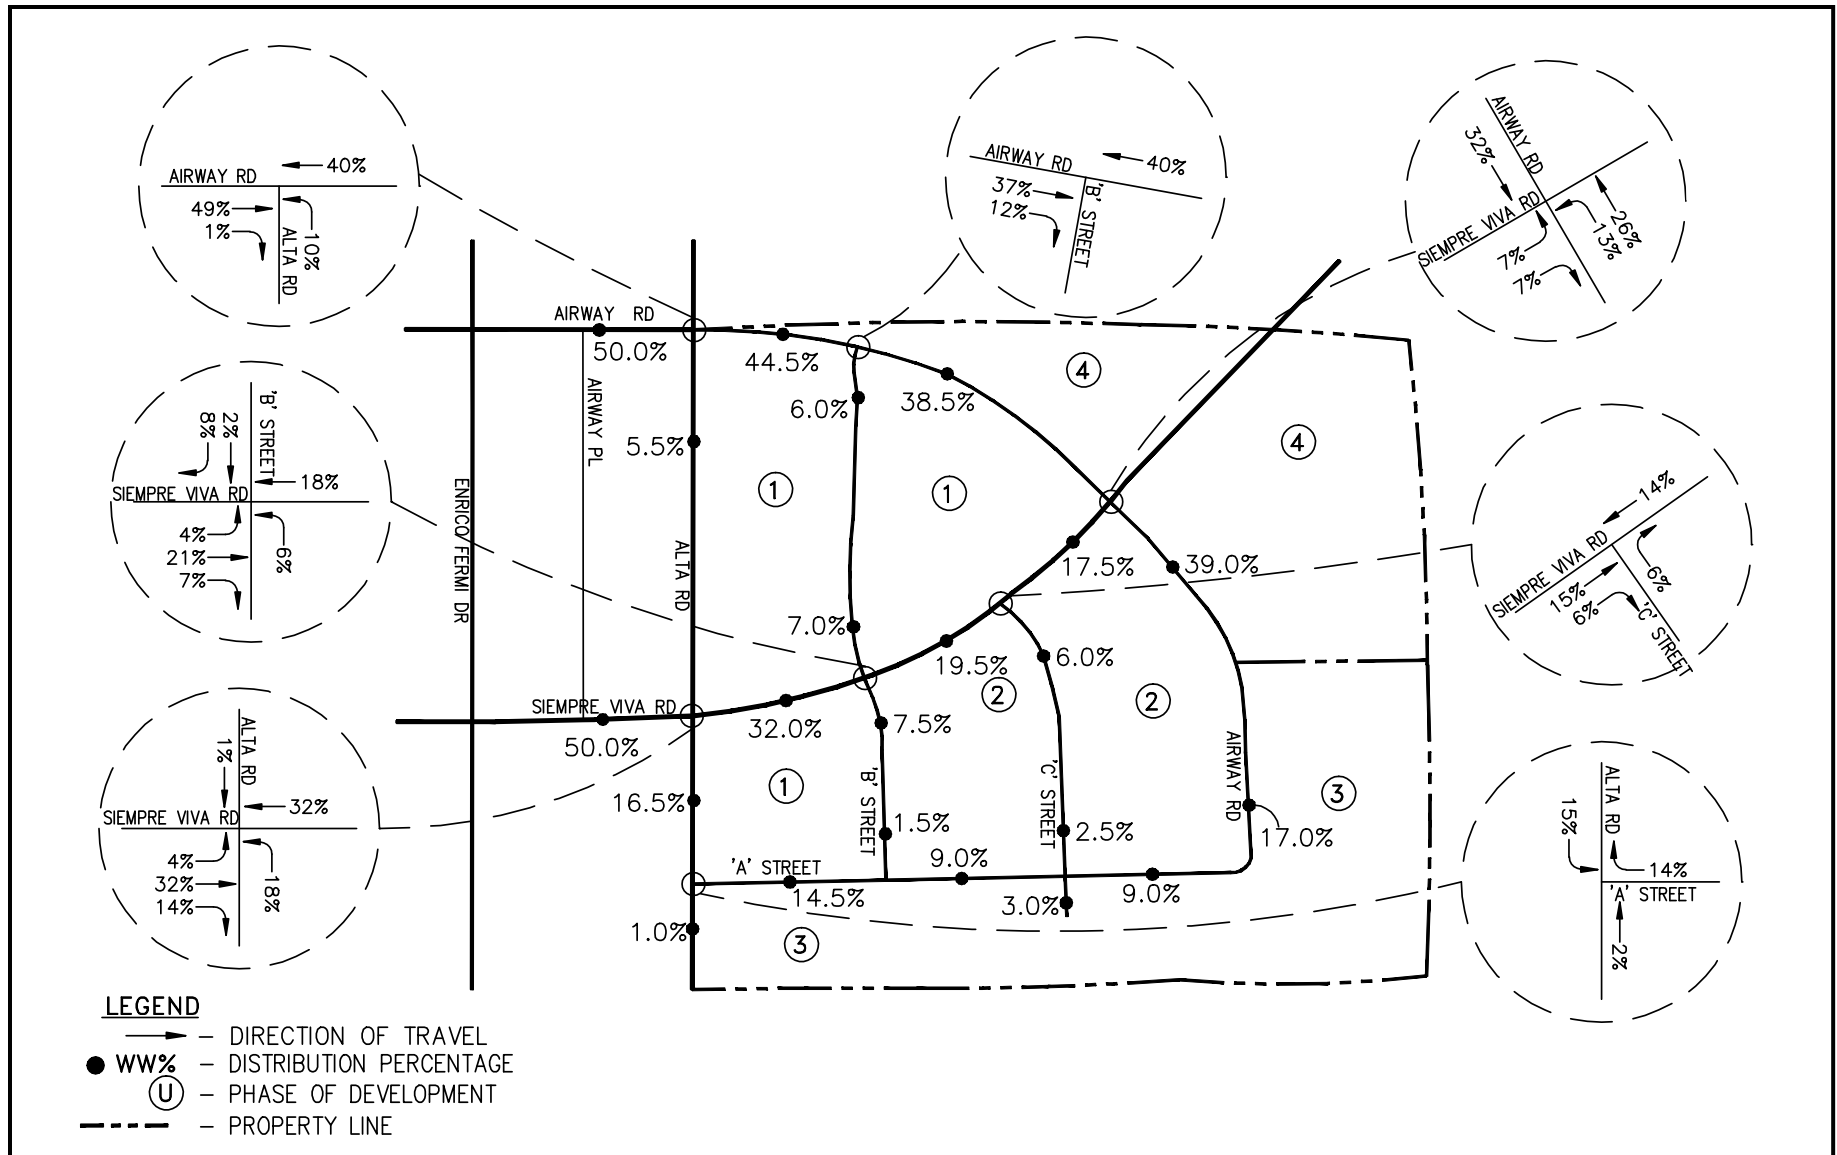 AIRWAY RD
40%
49%
1%
10%
ALTA RD
AIRWAY RD
40%
37%
12%
'B' STREET
AIRWAY RD
32%
SIEMPRE VIVA RD
26%
13%
7%
7%
AIRWAY RD
50.0%
44.5%
38.5%
6.0%
4
4
AIRWAY PL
5.5%
1
1
ENRICO FERMI DR
ALTA RD
8%
2%
'B' STREET
18%
SIEMPRE VIVA RD
4%
21%
7%
6%
14%
SIEMPRE VIVA RD
15%
6%
6%
'C' STREET
17.5%
39.0%
7.0%
19.5%
6.0%
2
2
SIEMPRE VIVA RD
50.0%
32.0%
7.5%
1
'B' STREET
'C' STREET
AIRWAY RD
3
16.5%
1.5%
2.5%
17.0%
'A' STREET
9.0%
14.5%
3.0%
9.0%
1.0%
3
1%
ALTA RD
32%
SIEMPRE VIVA RD
4%
32%
14%
18%
15%
ALTA RD
14%
'A' STREET
2%
LEGEND
– DIRECTION OF TRAVEL
WW% – DISTRIBUTION PERCENTAGE
U – PHASE OF DEVELOPMENT
– PROPERTY LINE